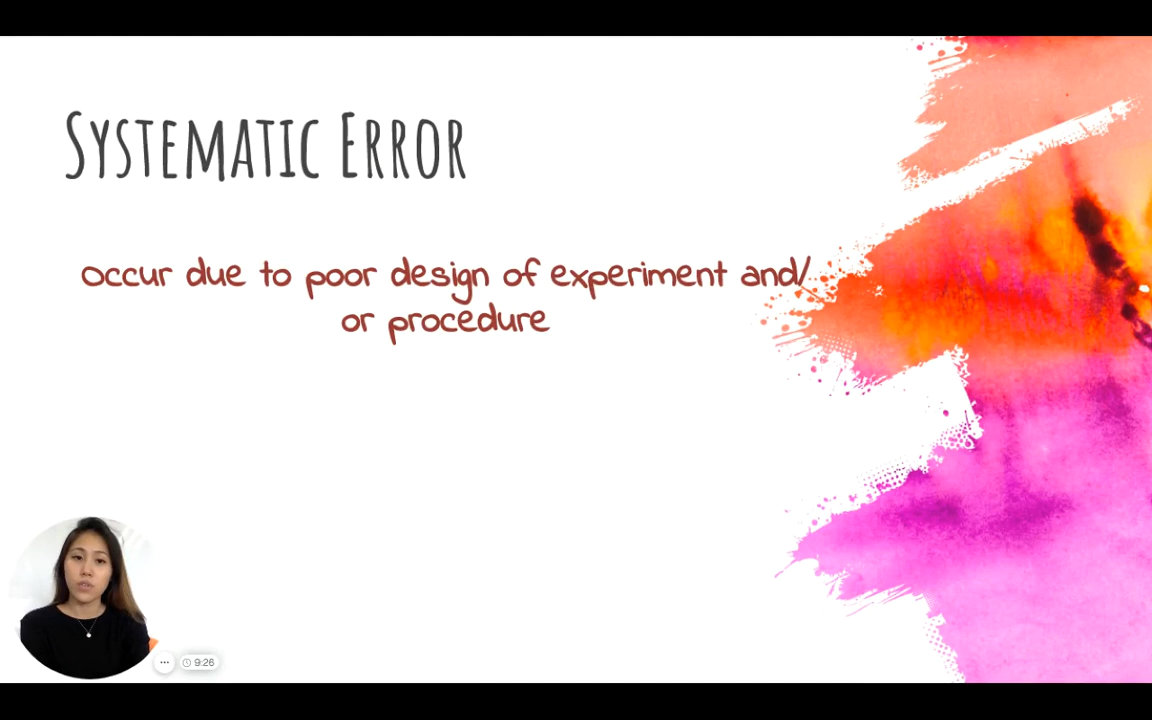 Systematic Error
Occur due to poor design of experiment and/
or procedure
9:26